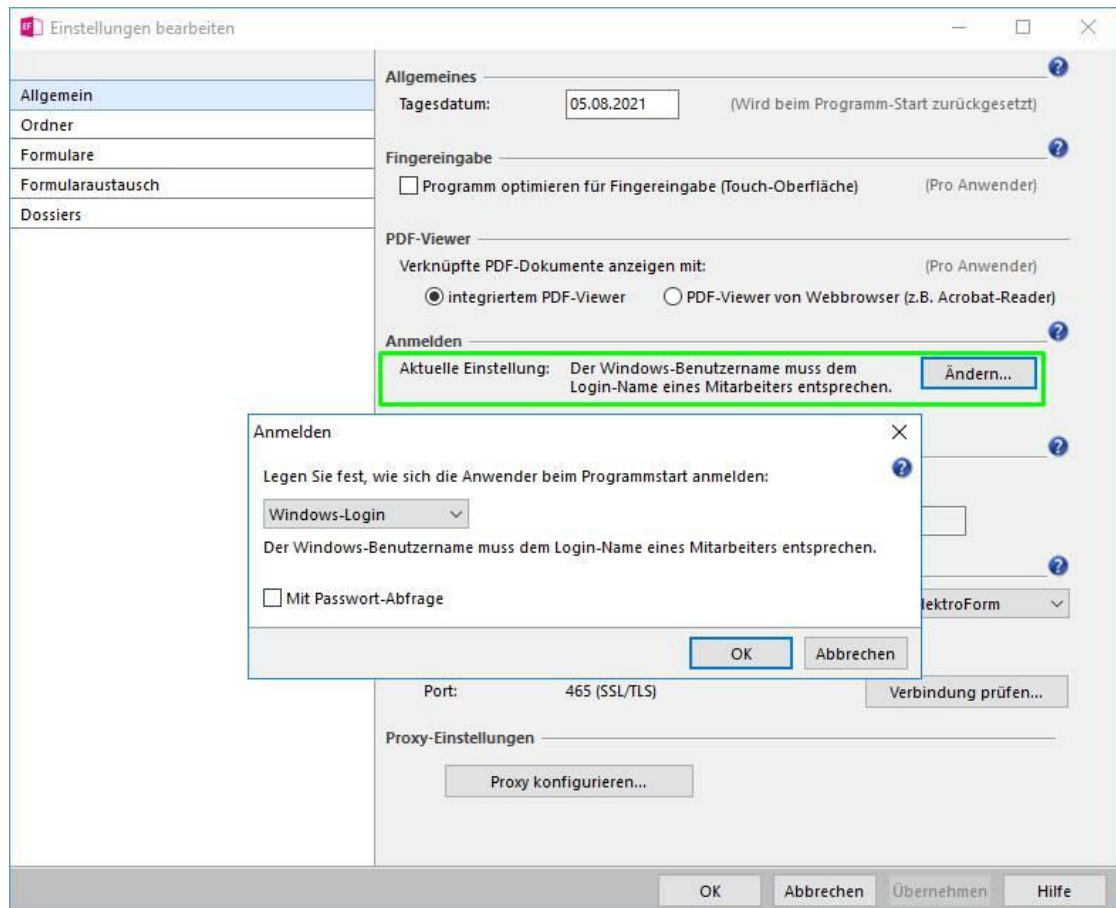 EF Einstellungen bearbeiten
Allgemein
Ordner
Formulare
Formularaustausch
Dossiers
Allgemeines
Tagesdatum: 05.08.2021 (Wird beim Programm-Start zurückgesetzt)
Fingereingabe
Programm optimieren für Fingereingabe (Touch-Oberfläche) (Pro Anwender)
PDF-Viewer
Verknüpfte PDF-Dokumente anzeigen mit: (Pro Anwender)
integriertem PDF-Viewer PDF-Viewer von Webbrowser (z.B. Acrobat-Reader)
Anmelden
Aktuelle Einstellung: Der Windows-Benutzername muss dem Ändern...
Login-Name eines Mitarbeiters entsprechen.
Anmelden
Legen Sie fest, wie sich die Anwender beim Programmstart anmelden:
Windows-Login
Der Windows-Benutzername muss dem Login-Name eines Mitarbeiters entsprechen.
Mit Passwort-Abfrage
OK Abbrechen
lektroForm
Port: 465 (SSL/TLS) Verbindung prüfen...
Proxy-Einstellungen
Proxy konfigurieren...
OK Abbrechen Übernehmen Hilfe